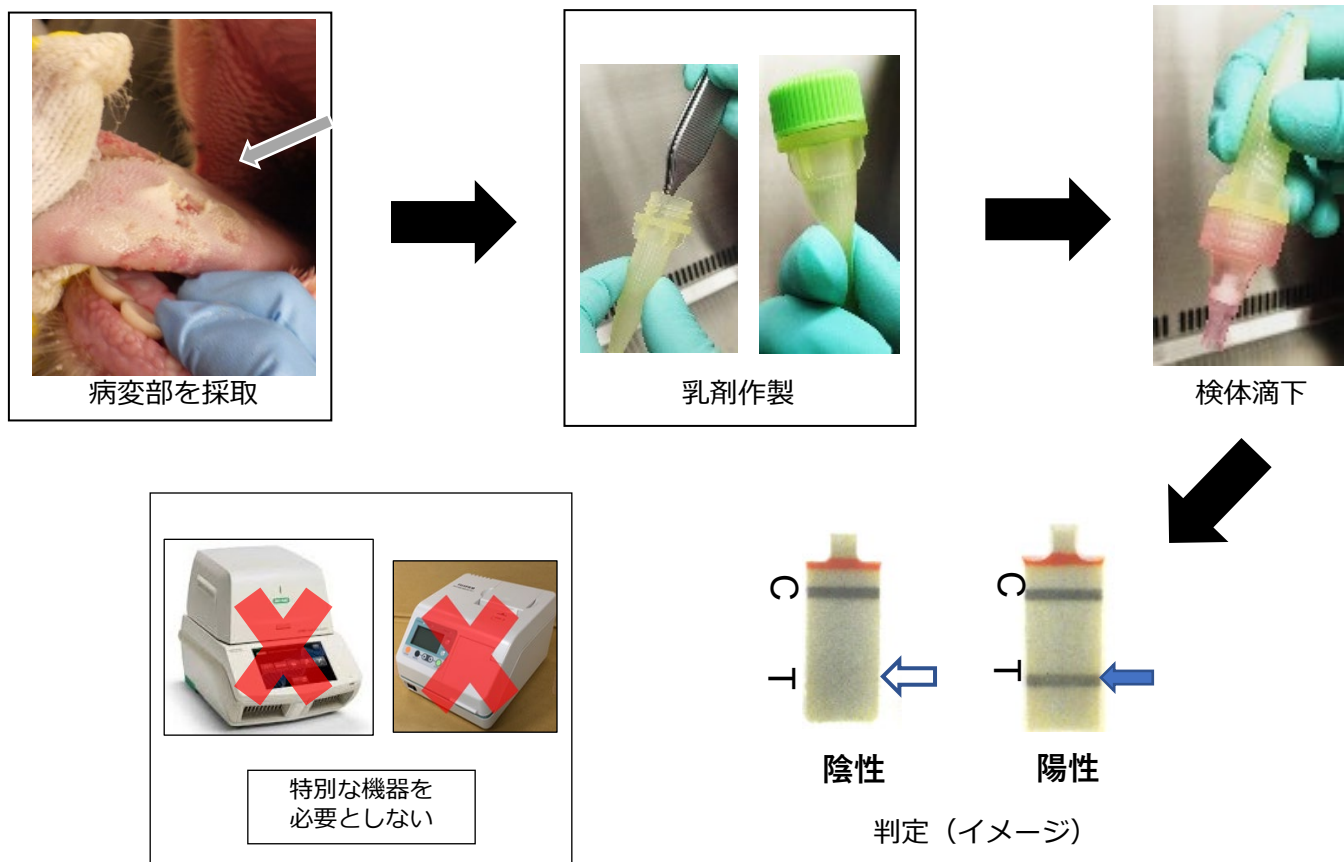 病変部を採取
乳剤作製
検体滴下
特別な機器を
必要としない
C
T
C
T
陰性
陽性
判定（イメージ）